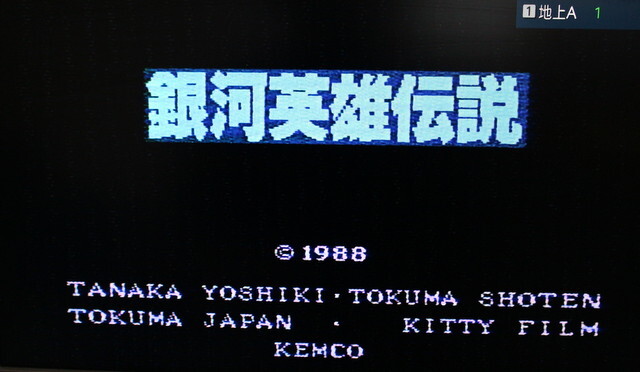 1 地上A 1
銀河英雄伝説
© 1988
TANAKA YOSHIKI・TOKUMA SHOTEN
TOKUMA JAPAN ・ KITTY FILM
KEMCO